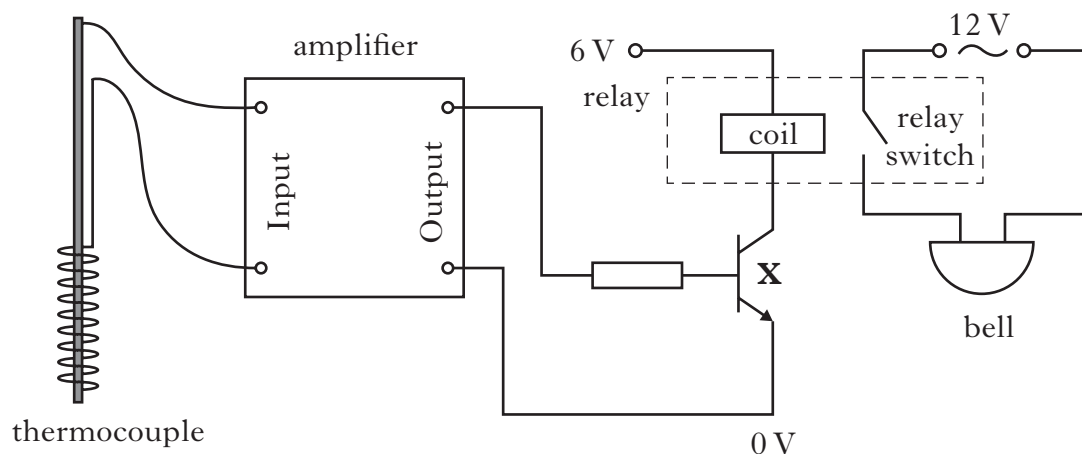 12 V
amplifier
6 V
relay
coil
relay
switch
Input
Output
X
bell
thermocouple
0 V